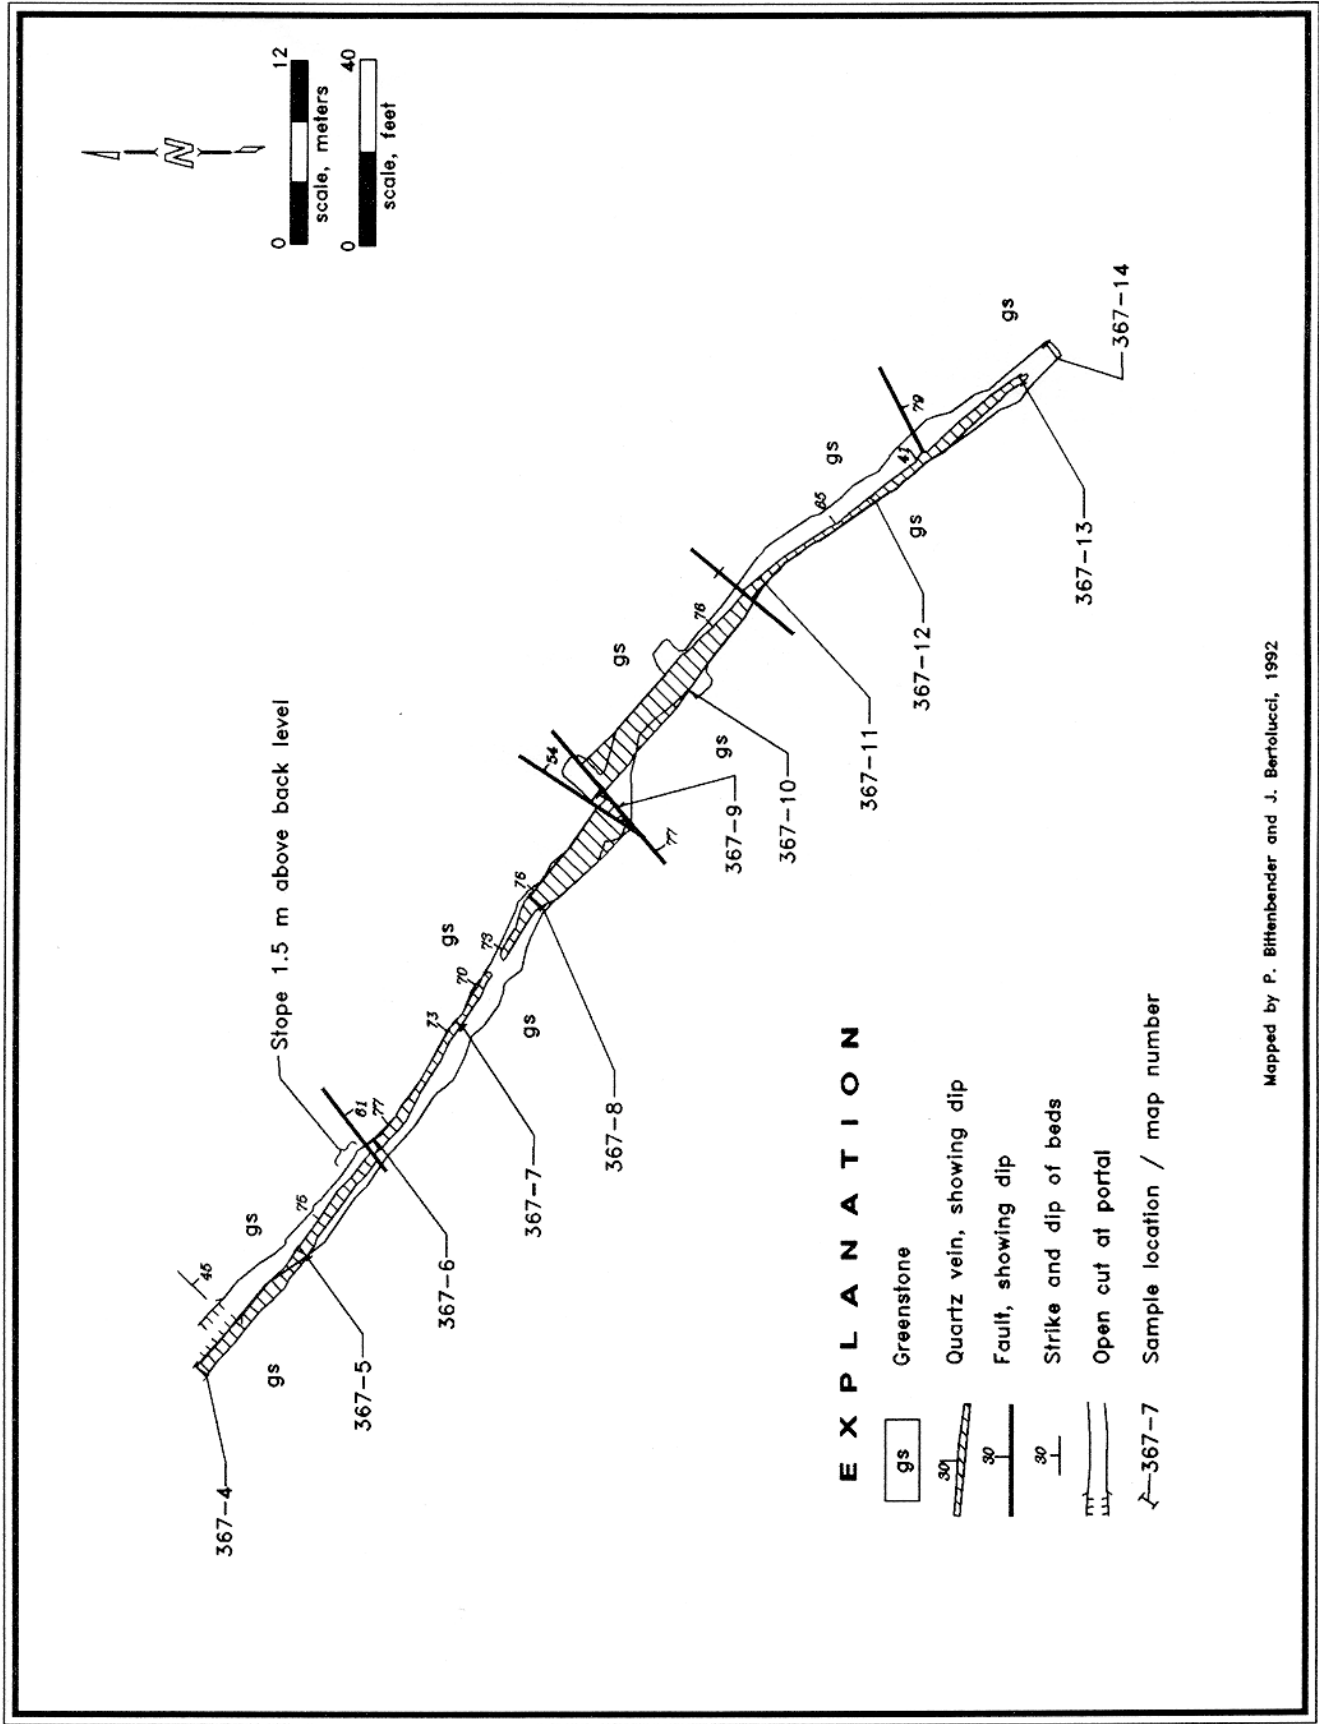 N
0 12
scale, meters
0 40
scale, feet
Stope 1.5 m above back level
45
gs
gs
75
61
77
73
70
gs
gs
73
76
54
77
gs
gs
76
65
gs
gs
41
79
gs
367-4
367-5
367-6
367-7
367-8
367-9
367-10
367-11
367-12
367-13
367-14
EXPLANATION
gs Greenstone
30 Quartz vein, showing dip
30 Fault, showing dip
30 Strike and dip of beds
Open cut at portal
367-7 Sample location / map number
Mapped by P. Bittenbender and J. Bertolucci, 1992